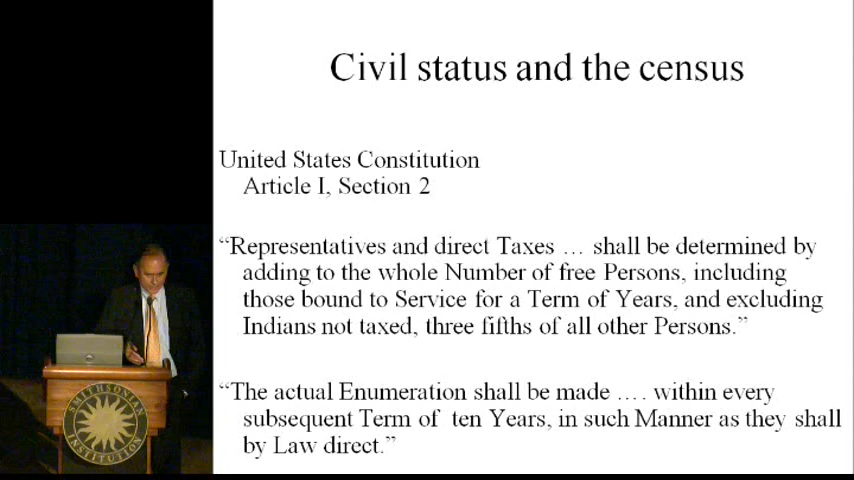 Civil status and the census
United States Constitution
Article I, Section 2
“Representatives and direct Taxes … shall be determined by
adding to the whole Number of free Persons, including
those bound to Service for a Term of Years, and excluding
Indians not taxed, three fifths of all other Persons.”
“The actual Enumeration shall be made …. within every
subsequent Term of ten Years, in such Manner as they shall
by Law direct.”
SMITHSONIAN
INSTITUTION